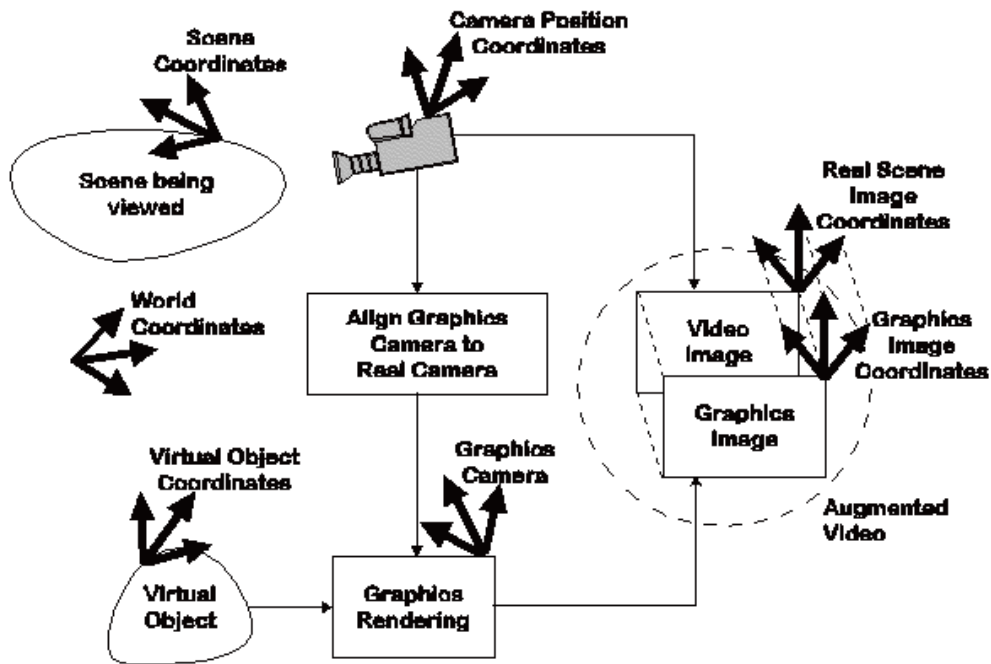 Scene
Coordinates
Camera Position
Coordinates
Scene being
viewed
Real Scene
Image
Coordinates
World
Coordinates
Align Graphics
Camera to
Real Camera
Video
Image
Graphics
Image
Coordinates
Graphics
Image
Virtual Object
Coordinates
Graphics
Camera
Augmented
Video
Virtual
Object
Graphics
Rendering